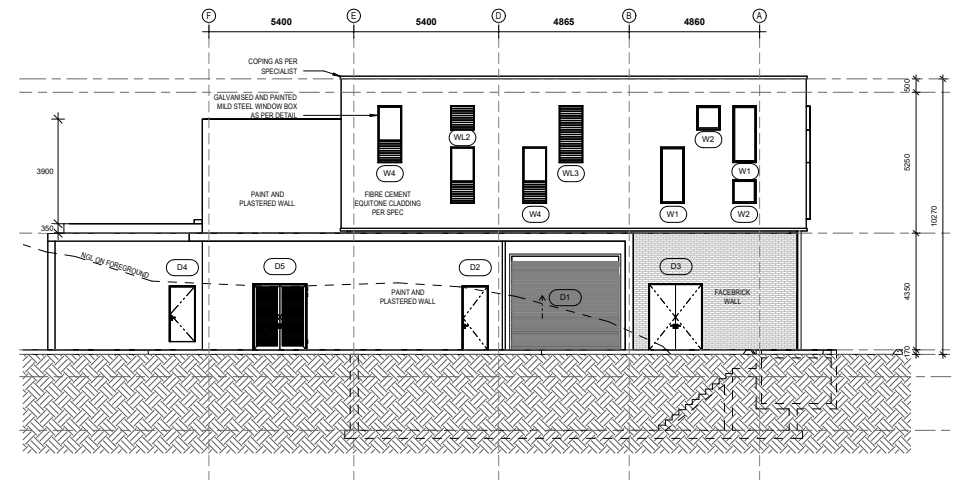 F
5400
E
5400
D
4865
B
4860
A
COPING AS PER
SPECIALIST
GALVANISED AND PAINTED
MILD STEEL WINDOW BOX
AS PER DETAIL
500
WL2
W2
3900
W4
WL3
W1
5250
PAINT AND
PLASTERED WALL
FIBRE CEMENT
EQUITONE CLADDING
PER SPEC
W4
W1
W2
10270
350
NGL ON FOREGROUND
D4
D5
D2
D3
PAINT AND
PLASTERED WALL
D1
FACEBRICK
WALL
4350
170